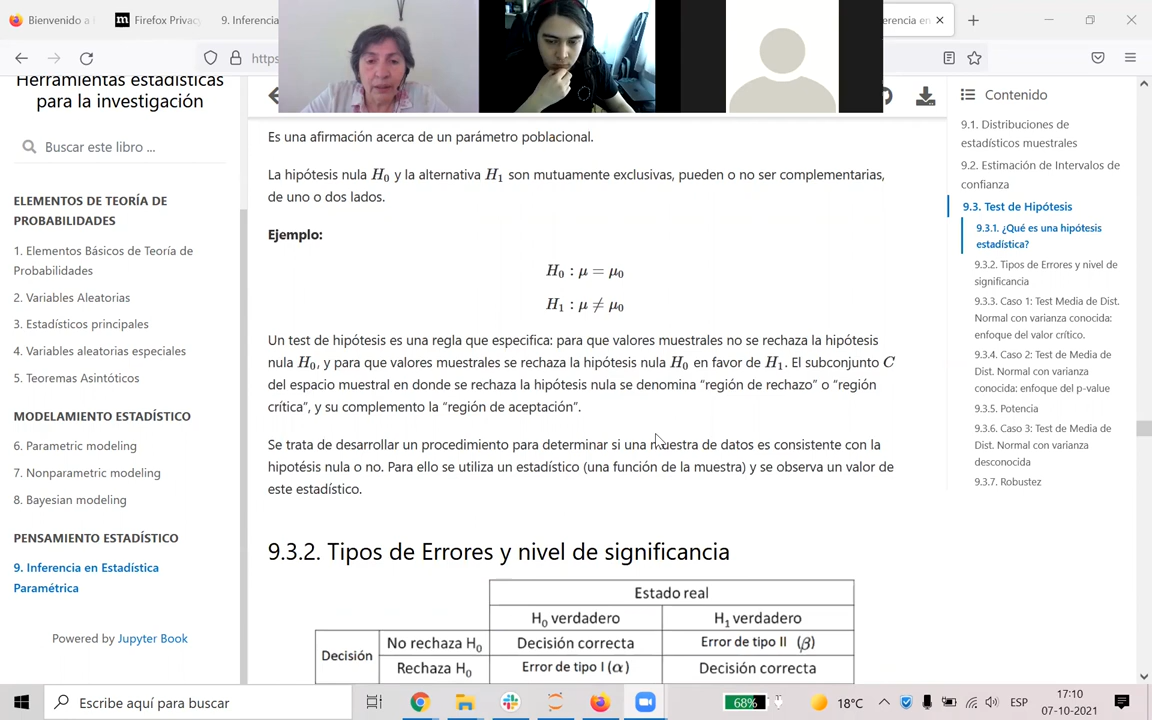 Bienvenido a
Firefox Privac
9. Inferencia
erencia en
https
Herramientas estadísticas
para la investigación
Buscar este libro ...
ELEMENTOS DE TEORÍA DE
PROBABILIDADES
1. Elementos Básicos de Teoría de
Probabilidades
2. Variables Aleatorias
3. Estadísticos principales
4. Variables aleatorias especiales
5. Teoremas Asintóticos
MODELAMIENTO ESTADÍSTICO
6. Parametric modeling
7. Nonparametric modeling
8. Bayesian modeling
PENSAMIENTO ESTADÍSTICO
9. Inferencia en Estadística
Paramétrica
Powered by Jupyter Book
Es una afirmación acerca de un parámetro poblacional.
La hipótesis nula H₀ y la alternativa H₁ son mutuamente exclusivas, pueden o no ser complementarias,
de uno o dos lados.
Ejemplo:
H₀ : μ = μ₀
H₁ : μ ≠ μ₀
Un test de hipótesis es una regla que especifica: para que valores muestrales no se rechaza la hipótesis
nula H₀, y para que valores muestrales se rechaza la hipótesis nula H₀ en favor de H₁. El subconjunto C
del espacio muestral en donde se rechaza la hipótesis nula se denomina “región de rechazo” o “región
crítica”, y su complemento la “región de aceptación”.
Se trata de desarrollar un procedimiento para determinar si una muestra de datos es consistente con la
hipotésis nula o no. Para ello se utiliza un estadístico (una función de la muestra) y se observa un valor de
este estadístico.
9.3.2. Tipos de Errores y nivel de significancia
Estado real
H₀ verdadero H₁ verdadero
Decisión
No rechaza H₀ Decisión correcta Error de tipo II (β)
Rechaza H₀ Error de tipo I (α) Decisión correcta
Contenido
9.1. Distribuciones de
estadísticos muestrales
9.2. Estimación de Intervalos de
confianza
9.3. Test de Hipótesis
9.3.1. ¿Qué es una hipótesis
estadística?
9.3.2. Tipos de Errores y nivel de
significancia
9.3.3. Caso 1: Test Media de Dist.
Normal con varianza conocida:
enfoque del valor crítico.
9.3.4. Caso 2: Test de Media de
Dist. Normal con varianza
conocida: enfoque del p-value
9.3.5. Potencia
9.3.6. Caso 3: Test de Media de
Dist. Normal con varianza
desconocida
9.3.7. Robustez
Escribe aquí para buscar
68%
18°C
ESP
17:10
07-10-2021